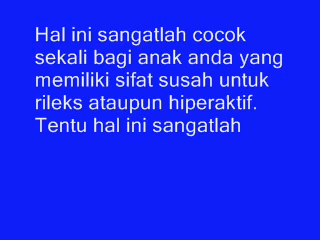 Hal ini sangatlah cocok
sekali bagi anak anda yang
memiliki sifat susah untuk
rileks ataupun hiperaktif.
Tentu hal ini sangatlah